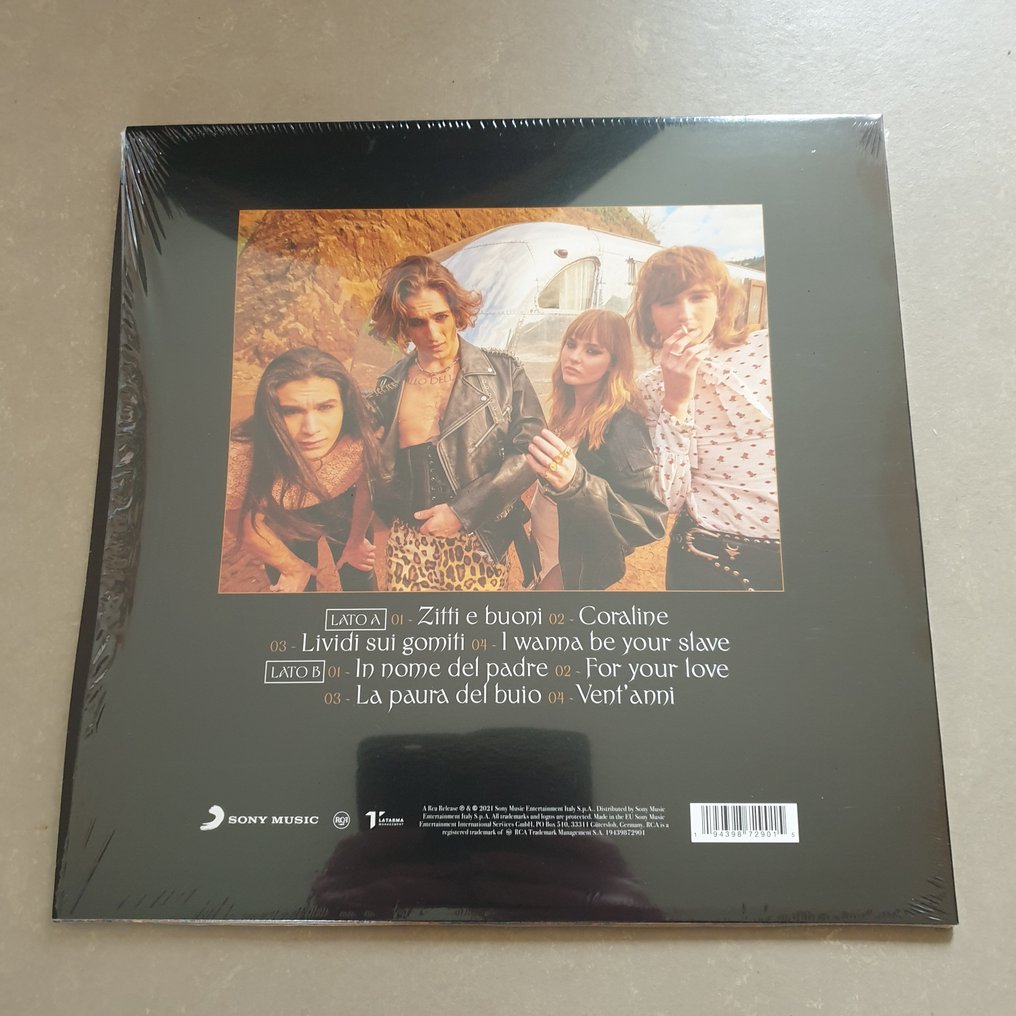 LLO DELL
LATO A 01 - Zitti e buoni 02 - Coraline
03 - Lividi sui gomiti 04 - I wanna be your slave
LATO B 01 - In nome del padre 02 - For your love
03 - La paura del buio 04 - Vent'anni
SONY MUSIC
RCA
LATARMA
MANAGEMENT
A Rca Release ℗ & © 2021 Sony Music Entertainment Italy S.p.A.. Distributed by Sony Music
Entertainment Italy S.p.A. All trademarks and logos are protected. Made in the EU Sony Music
Entertainment International Services GmbH, PO Box 510, 33311 Gütersloh, Germany. RCA is a
registered trademark of RCA Trademark Management S.A. 19439872901
1 94398 72901 5